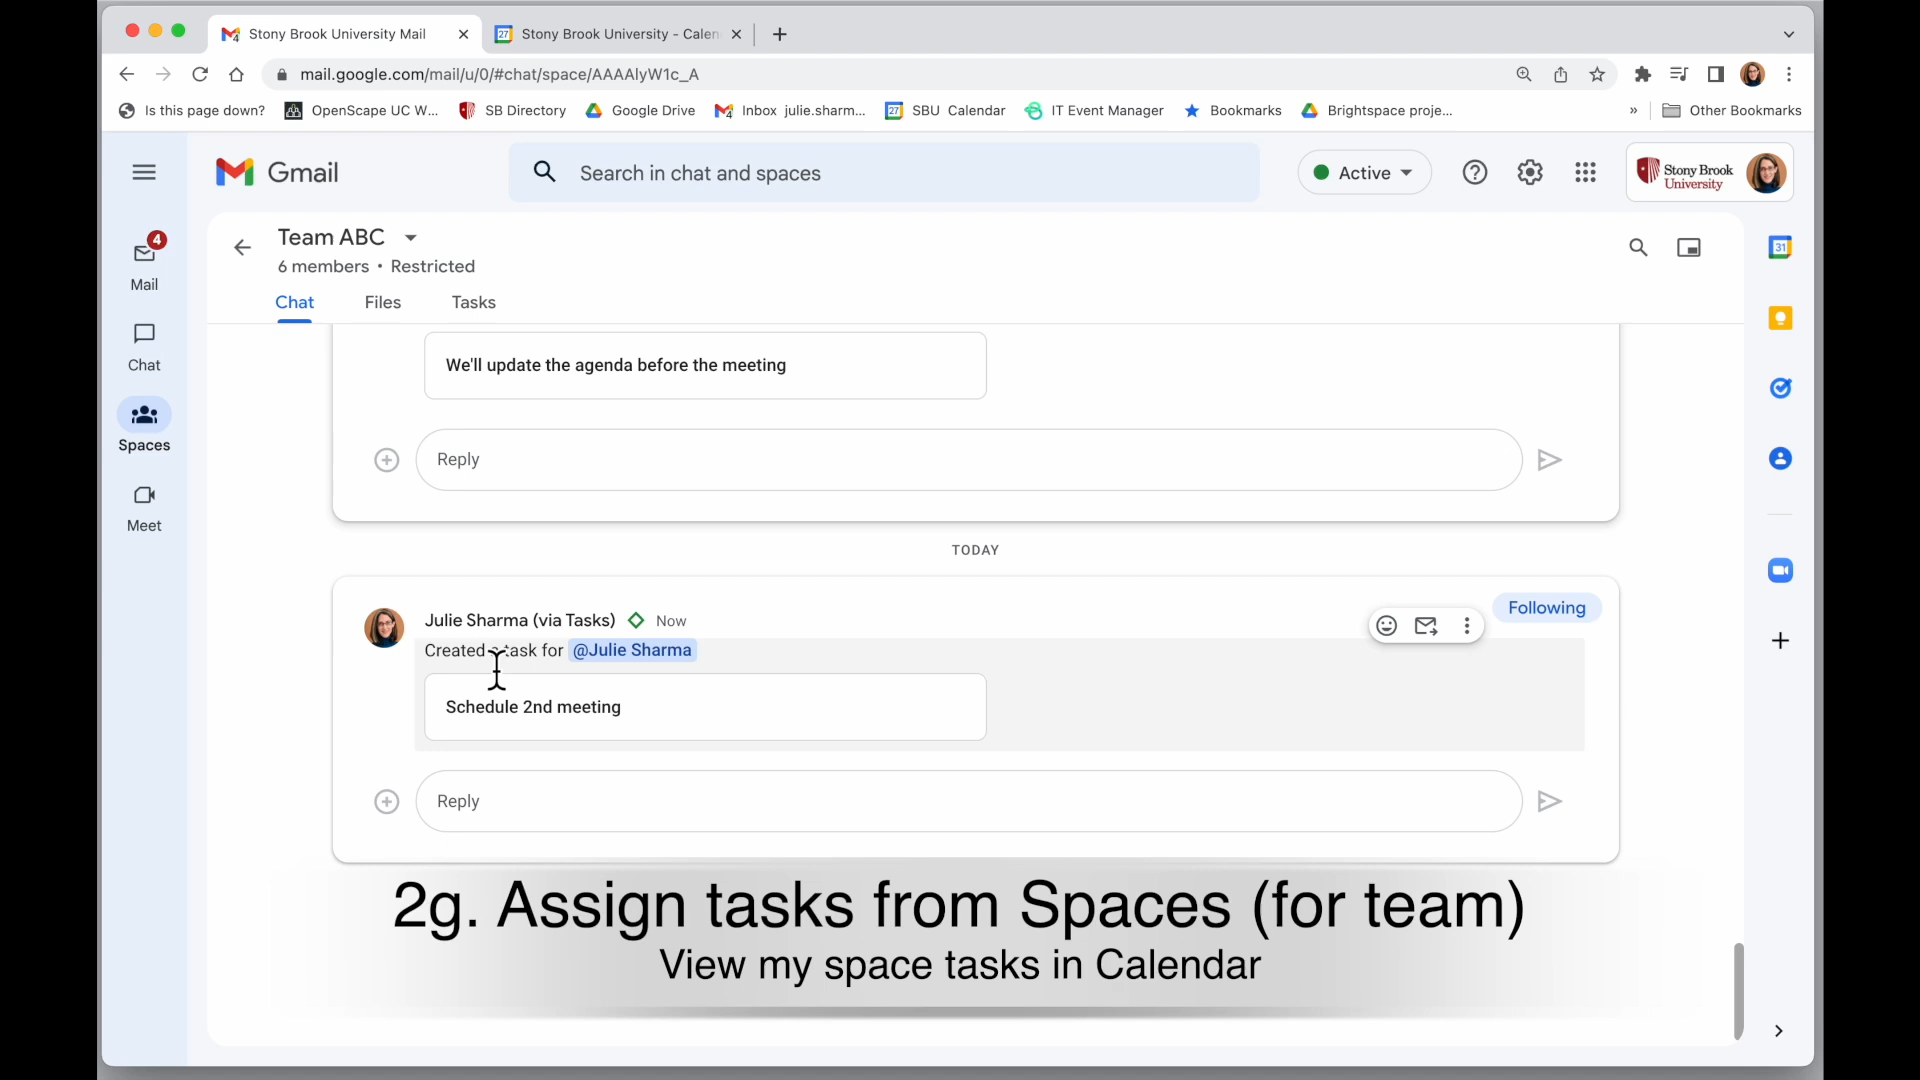 Stony Brook University Mail
27
Stony Brook University - Calen
mail.google.com/mail/u/0/#chat/space/AAAAlyW1c_A
Is this page down?
OpenScape UC W...
SB Directory
Google Drive
Inbox julie.sharm...
27
SBU Calendar
IT Event Manager
Bookmarks
Brightspace proje...
»
Other Bookmarks
Gmail
Search in chat and spaces
Active
Stony Brook
University
4
Mail
Chat
Spaces
Meet
Team ABC
6 members • Restricted
Chat
Files
Tasks
31
We'll update the agenda before the meeting
Reply
TODAY
Julie Sharma (via Tasks)
Now
Following
Created a task for @Julie Sharma
Schedule 2nd meeting
Reply
2g. Assign tasks from Spaces (for team)
View my space tasks in Calendar